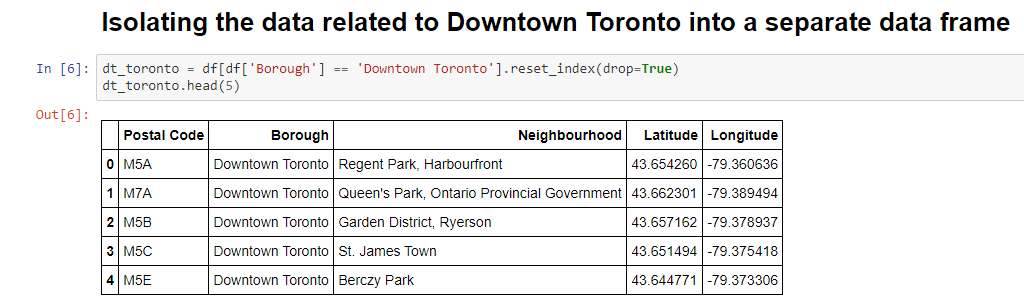 Isolating the data related to Downtown Toronto into a separate data frame
In [6]: dt_toronto = df[df['Borough'] == 'Downtown Toronto'].reset_index(drop=True)
dt_toronto.head(5)
Out[6]:
Postal Code Borough Neighbourhood Latitude Longitude
0 M5A Downtown Toronto Regent Park, Harbourfront 43.654260 -79.360636
1 M7A Downtown Toronto Queen's Park, Ontario Provincial Government 43.662301 -79.389494
2 M5B Downtown Toronto Garden District, Ryerson 43.657162 -79.378937
3 M5C Downtown Toronto St. James Town 43.651494 -79.375418
4 M5E Downtown Toronto Berczy Park 43.644771 -79.373306